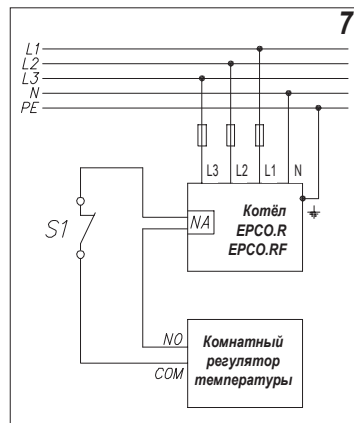 7
L1
L2
L3
N
PE
L3 L2 L1 N
Котёл
EPCO.R
EPCO.RF
NA
S1
NO
COM
Комнатный
регулятор
температуры